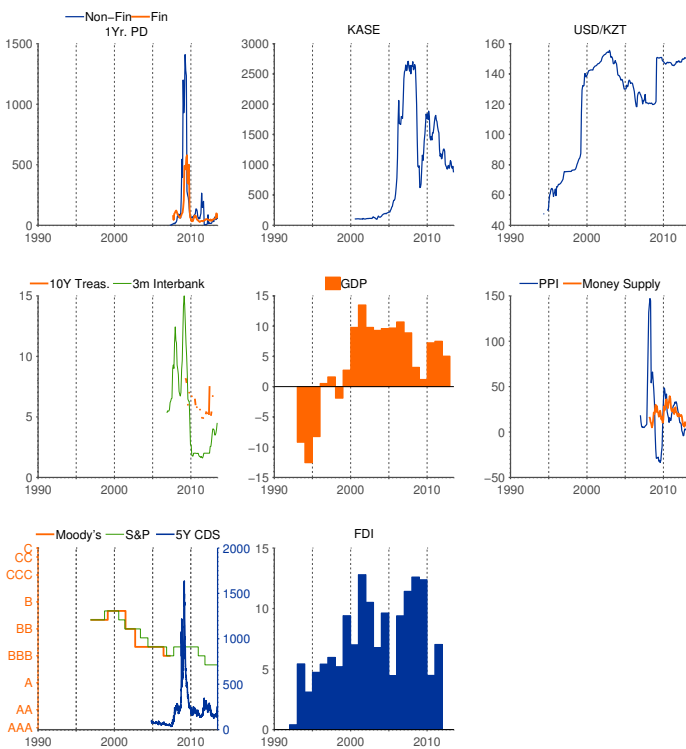 Non−Fin Fin
1Yr. PD
KASE
USD/KZT
1500
1000
500
0
1990 2000 2010
3000
2500
2000
1500
1000
500
0
1990 2000 2010
160
140
120
100
80
60
40
1990 2000 2010
10Y Treas. 3m Interbank
GDP
PPI Money Supply
15
10
5
0
1990 2000 2010
15
10
5
0
−5
−10
−15
1990 2000 2010
150
100
50
0
−50
1990 2000 2010
Moody's S&P 5Y CDS
FDI
C
CC
CCC
B
BB
BBB
A
AA
AAA
2000
1500
1000
500
0
1990 2000 2010
15
10
5
0
1990 2000 2010